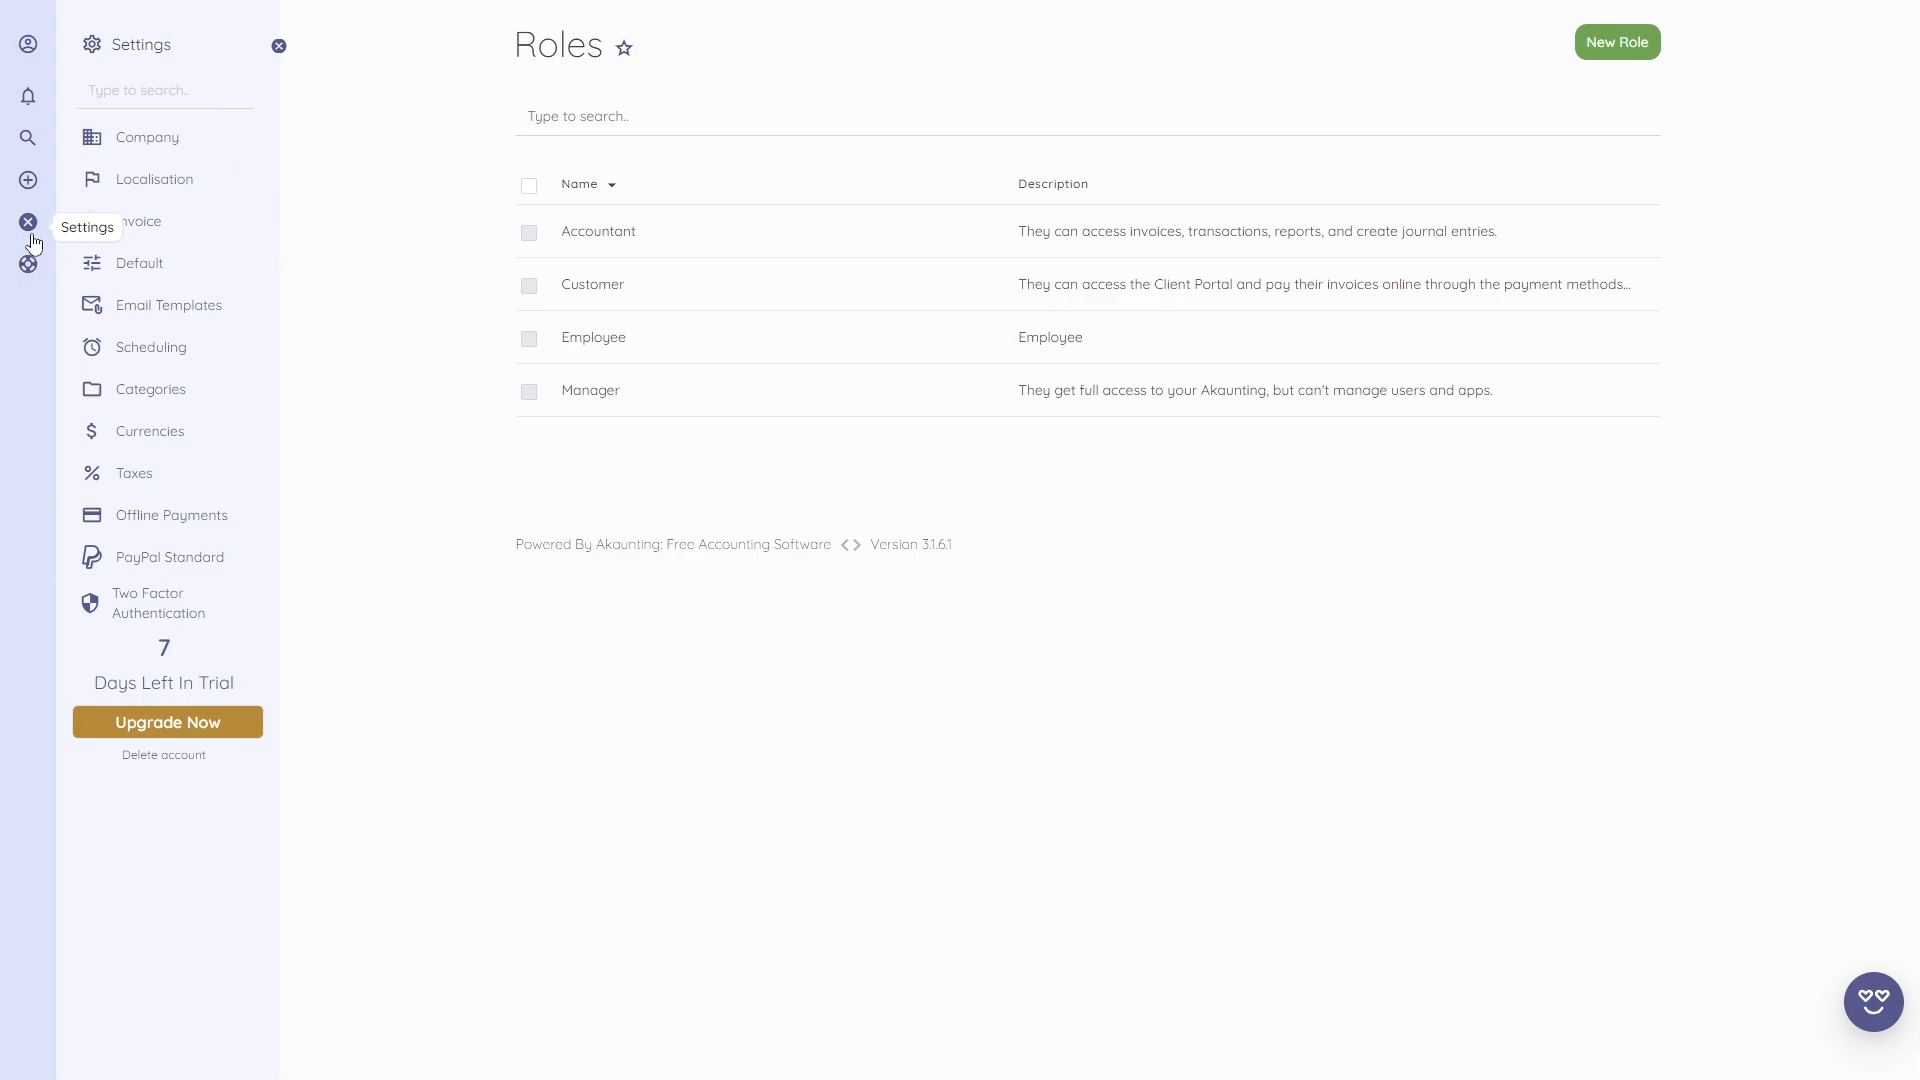 Settings
Type to search..
Company
Localisation
Settings
nvoice
Default
Email Templates
Scheduling
Categories
Currencies
Taxes
Offline Payments
PayPal Standard
Two Factor
Authentication
7
Days Left In Trial
Upgrade Now
Delete account
Roles
New Role
Type to search..
Name
Description
Accountant
They can access invoices, transactions, reports, and create journal entries.
Customer
They can access the Client Portal and pay their invoices online through the payment methods...
Employee
Employee
Manager
They get full access to your Akaunting, but can't manage users and apps.
Powered By Akaunting: Free Accounting Software
Version 3.1.6.1